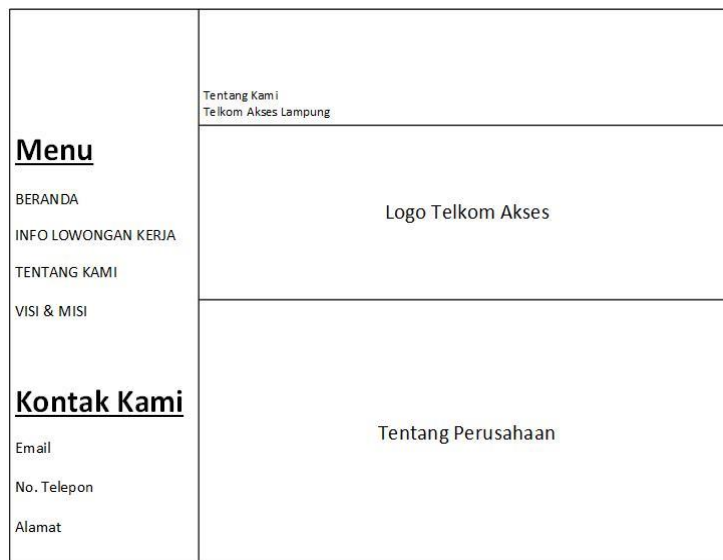 Menu
BERANDA
INFO LOWONGAN KERJA
TENTANG KAMI
VISI & MISI
Kontak Kami
Email
No. Telepon
Alamat
Tentang Kami
Telkom Akses Lampung
Logo Telkom Akses
Tentang Perusahaan